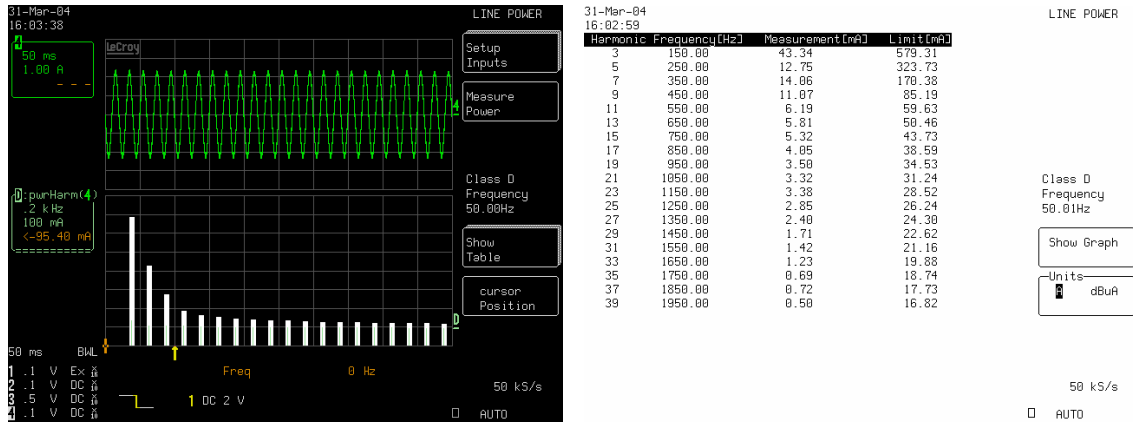 31-Mar-04
16:03:38
LINE POWER
4
50 ms
1.00 A
LeCroy
Setup
Inputs
Measure
Power
4
Class D
Frequency
50.00Hz
D:pwrHarm(4)
.2 kHz
100 mA
<-95.40 mA
Show
Table
cursor
Position
D
50 ms BWL
Freq 0 Hz
1 .1 V
2 .1 V DC
3 .5 V DC
4 .1 V DC
1 DC 2 V
50 kS/s
AUTO
31-Mar-04
16:02:59
LINE POWER
Harmonic Frequency[Hz] Measurement[mA] Limit[mA]
3 150.00 43.34 579.31
5 250.00 12.75 323.73
7 350.00 14.06 170.38
9 450.00 11.07 85.19
11 550.00 6.19 59.63
13 650.00 5.81 50.46
15 750.00 5.32 43.73
17 850.00 4.05 38.59
19 950.00 3.50 34.53
21 1050.00 3.32 31.24
23 1150.00 3.38 28.52
25 1250.00 2.85 26.24
27 1350.00 2.40 24.30
29 1450.00 1.71 22.62
31 1550.00 1.42 21.16
33 1650.00 1.23 19.88
35 1750.00 0.69 18.74
37 1850.00 0.72 17.73
39 1950.00 0.50 16.82
Class D
Frequency
50.01Hz
Show Graph
Units
A dBuA
50 kS/s
AUTO